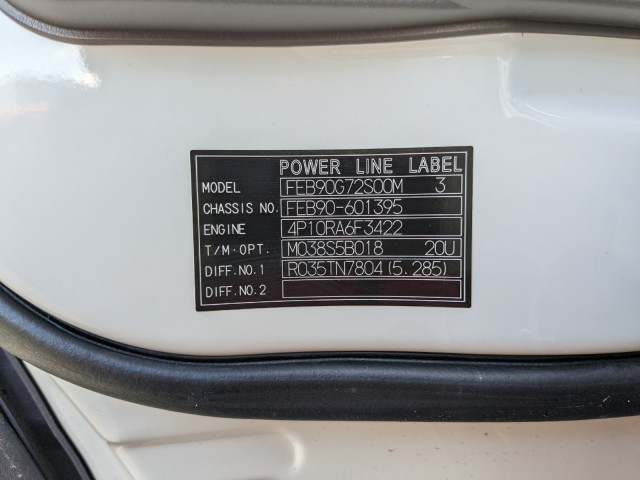 POWER LINE LABEL
MODEL FEB90G72S00M 3
CHASSIS NO. FEB90-601395
ENGINE 4P10RA6F3422
T/M·OPT. M038S5B018 20U
DIFF.NO.1 R035TN7804(5.285)
DIFF.NO.2